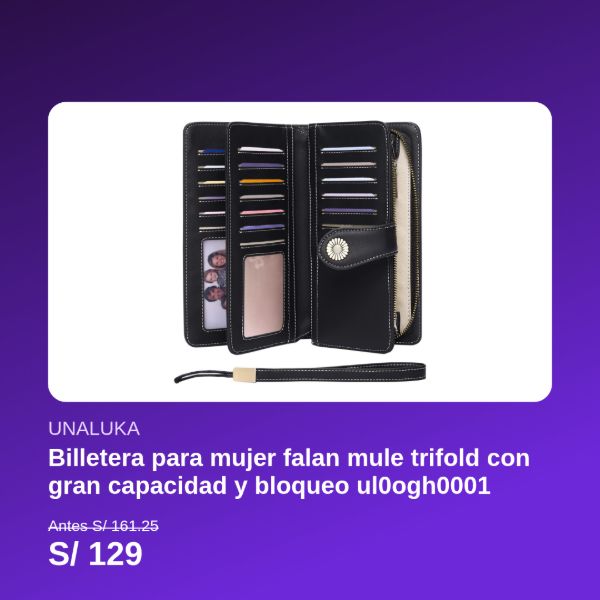 UNALUKA
Billetera para mujer falan mule trifold con
gran capacidad y bloqueo ul0ogh0001
Antes S/ 161.25
S/ 129